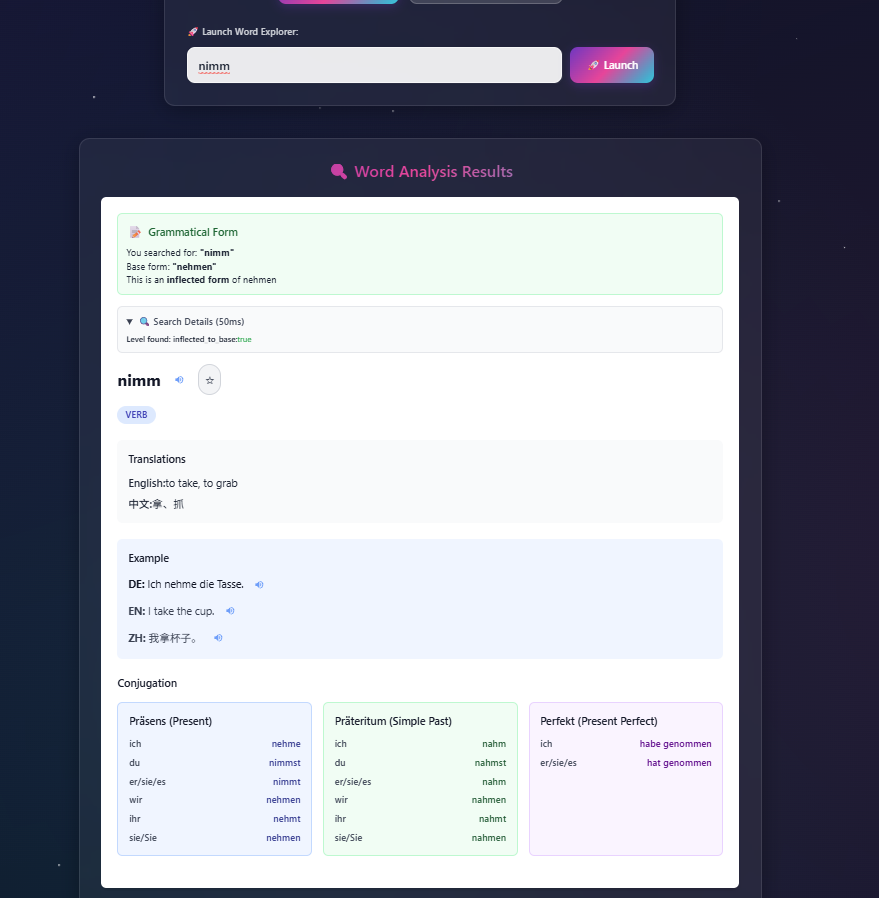 🚀 Launch Word Explorer:
nimm
🚀 Launch
🔍 Word Analysis Results
📝 Grammatical Form
You searched for: "nimm"
Base form: "nehmen"
This is an inflected form of nehmen
▼ 🔍 Search Details (50ms)
Level found: inflected_to_base:true
nimm 🔊 ☆
VERB
Translations
English:to take, to grab
中文:拿、抓
Example
DE: Ich nehme die Tasse. 🔊
EN: I take the cup. 🔊
ZH: 我拿杯子。 🔊
Conjugation
Präsens (Present)
ich nehme
du nimmst
er/sie/es nimmt
wir nehmen
ihr nehmt
sie/Sie nehmen
Präteritum (Simple Past)
ich nahm
du nahmst
er/sie/es nahm
wir nahmen
ihr nahmt
sie/Sie nahmen
Perfekt (Present Perfect)
ich habe genommen
er/sie/es hat genommen